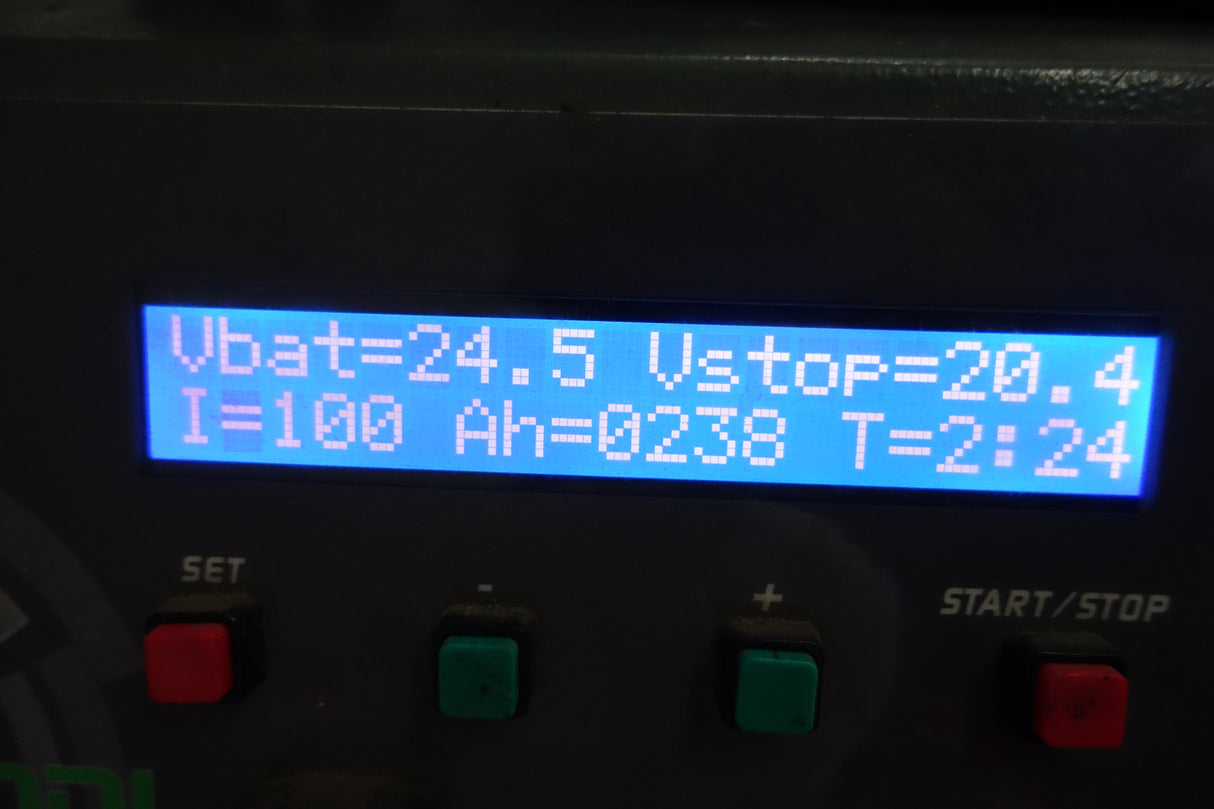 Vbat=24.5 Vstop=20.4
I=100 Ah=0238 T=2:24
SET - + START/STOP